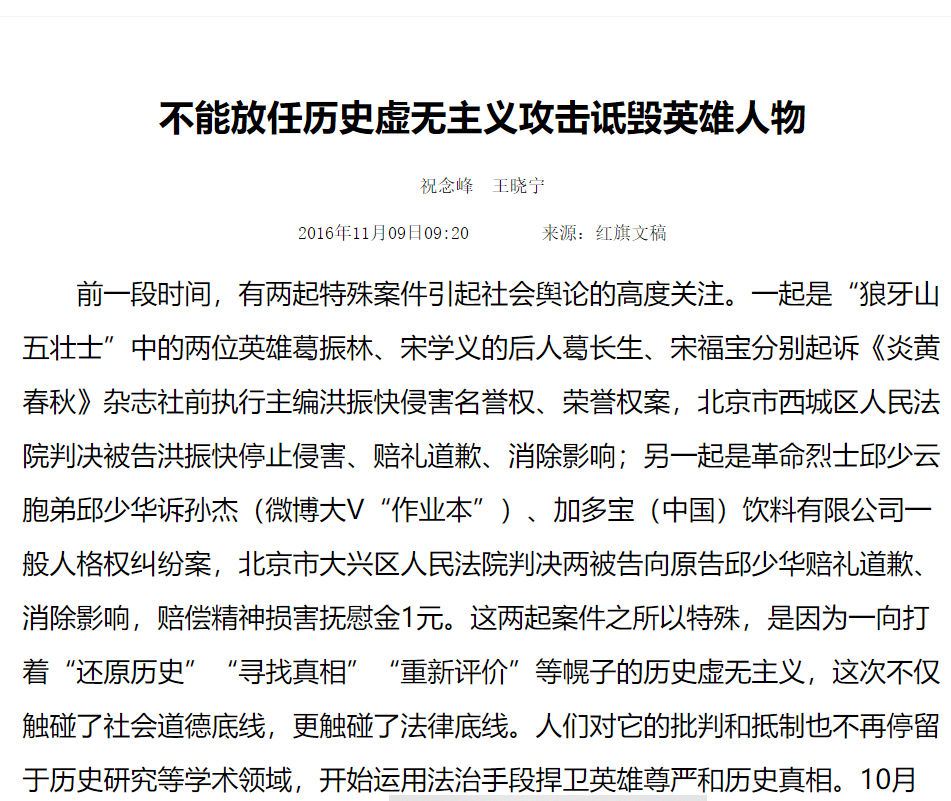 不能放任历史虚无主义攻击诋毁英雄人物
祝念峰 王晓宁
2016年11月09日09:20 来源：红旗文稿
前一段时间，有两起特殊案件引起社会舆论的高度关注。一起是“狼牙山
五壮士”中的两位英雄葛振林、宋学义的后人葛长生、宋福宝分别起诉《炎黄
春秋》杂志社前执行主编洪振快侵害名誉权、荣誉权案，北京市西城区人民法
院判决被告洪振快停止侵害、赔礼道歉、消除影响；另一起是革命烈士邱少云
胞弟邱少华诉孙杰（微博大V“作业本”）、加多宝（中国）饮料有限公司一
般人格权纠纷案，北京市大兴区人民法院判决两被告向原告邱少华赔礼道歉、
消除影响，赔偿精神损害抚慰金1元。这两起案件之所以特殊，是因为一向打
着“还原历史”“寻找真相”“重新评价”等幌子的历史虚无主义，这次不仅
触碰了社会道德底线，更触碰了法律底线。人们对它的批判和抵制也不再停留
于历史研究等学术领域，开始运用法治手段捍卫英雄尊严和历史真相。10月